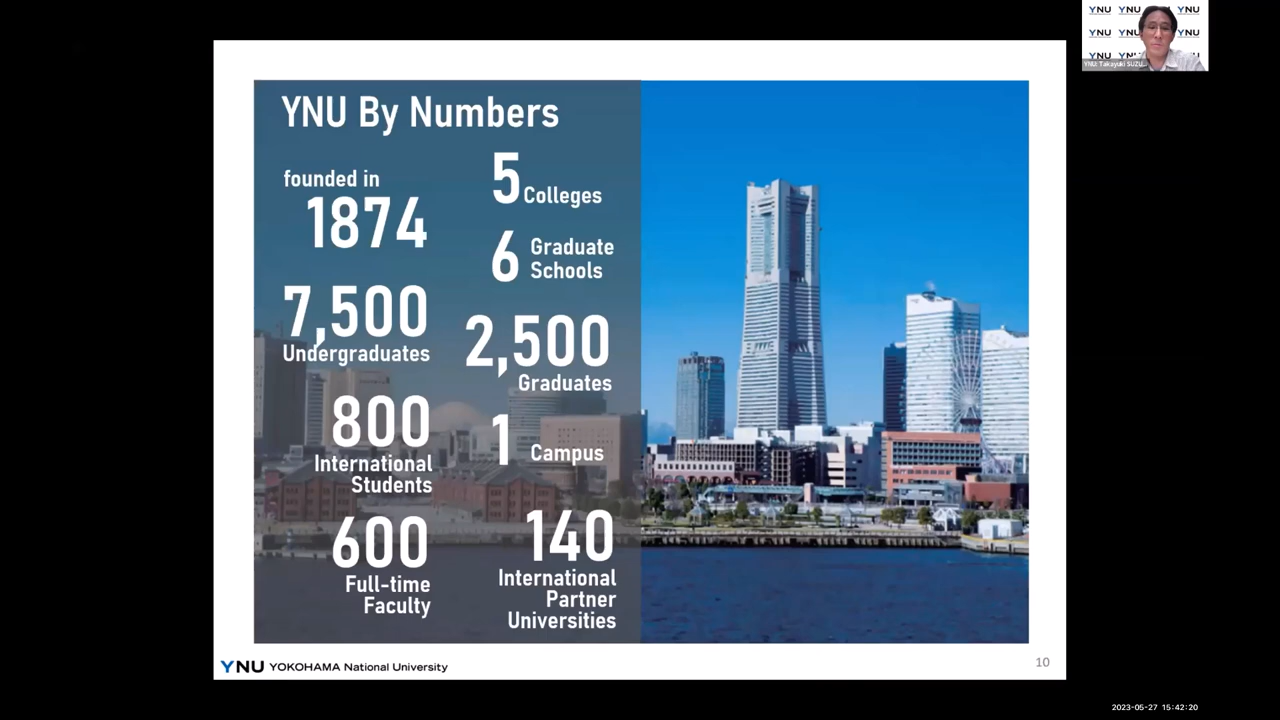 YNU YNU YNU
YNU YNU YNU
YNU YNU
YNU: Takayuki SUZU...
YNU By Numbers
founded in
1874
7,500
Undergraduates
800
International
Students
600
Full-time
Faculty
5 Colleges
6 Graduate
Schools
2,500
Graduates
1 Campus
140
International
Partner
Universities
YNU YOKOHAMA National University
10
2023-05-27 15:42:20